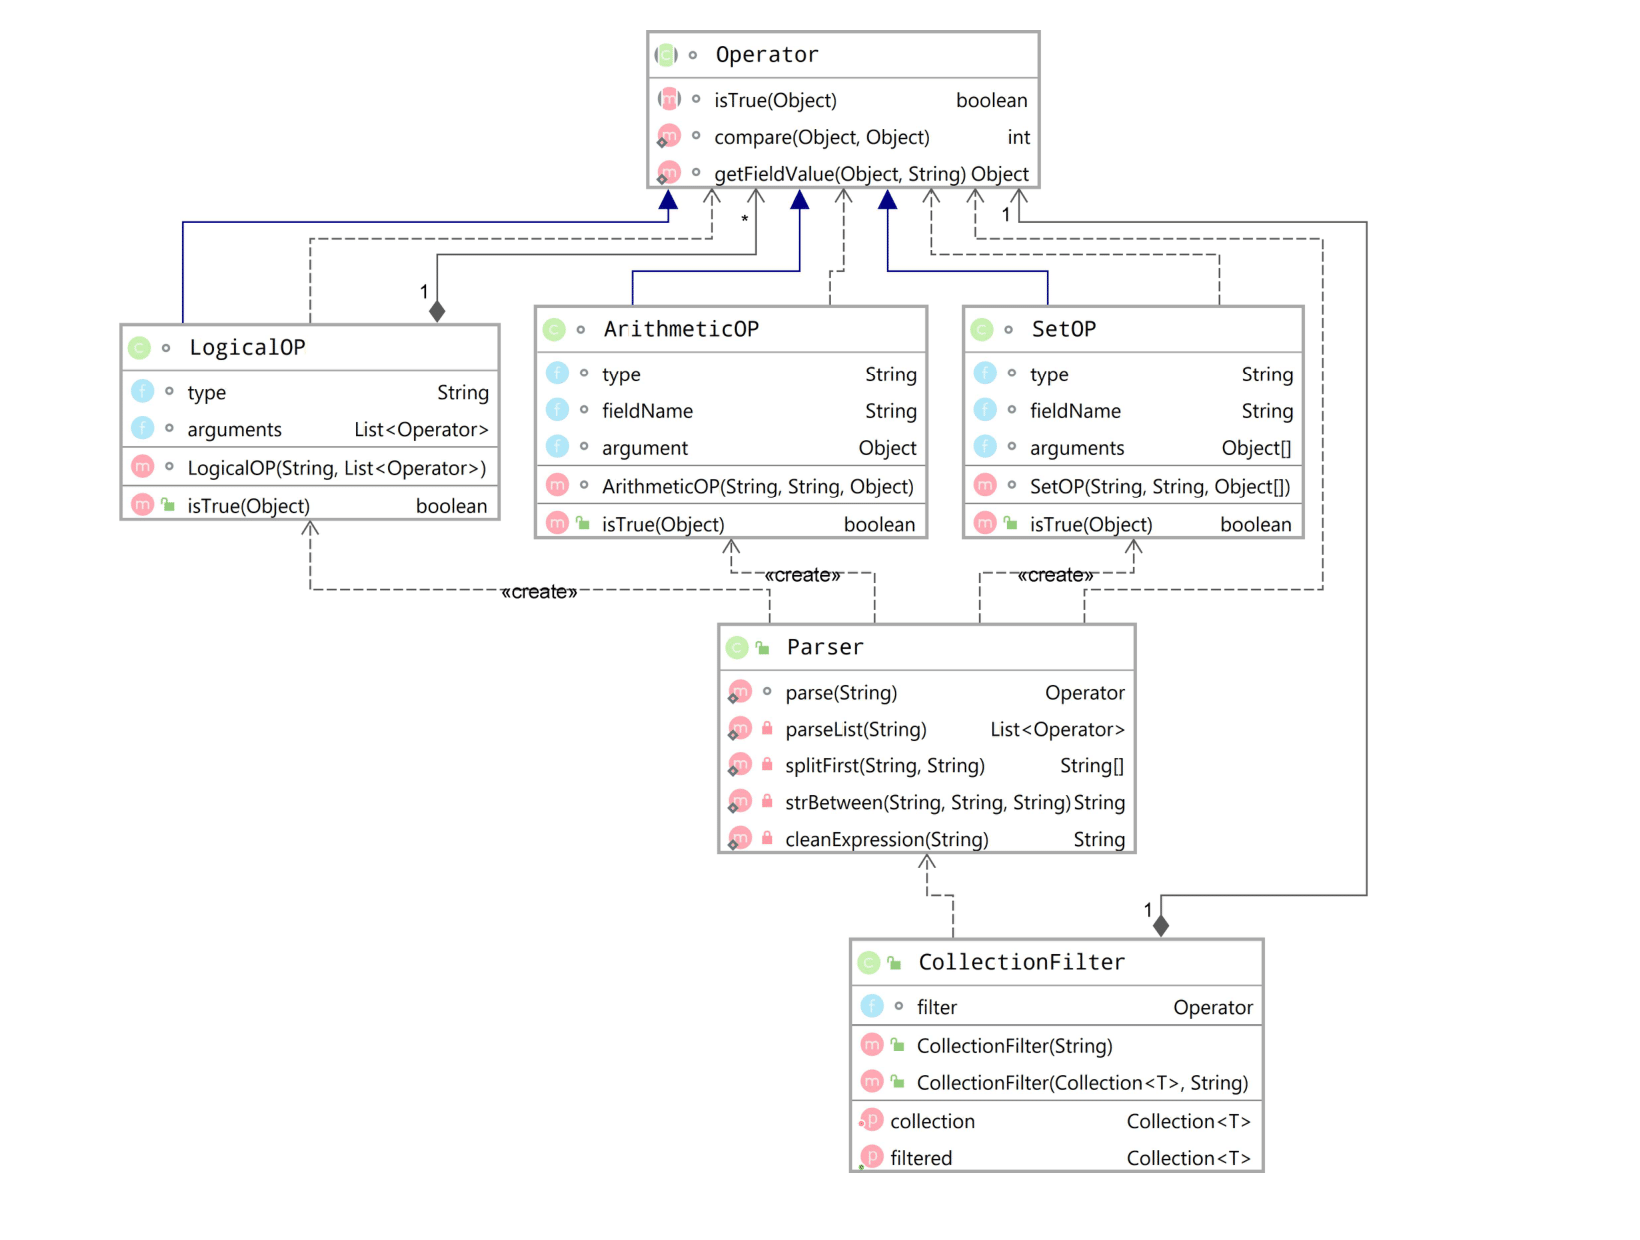 Operator
isTrue(Object) boolean
compare(Object, Object) int
getFieldValue(Object, String) Object
* 1
1
LogicalOP
type String
arguments List<Operator>
LogicalOP(String, List<Operator>)
isTrue(Object) boolean
ArithmeticOP
type String
fieldName String
argument Object
ArithmeticOP(String, String, Object)
isTrue(Object) boolean
SetOP
type String
fieldName String
arguments Object[]
SetOP(String, String, Object[])
isTrue(Object) boolean
«create» «create»
«create»
Parser
parse(String) Operator
parseList(String) List<Operator>
splitFirst(String, String) String[]
strBetween(String, String, String) String
cleanExpression(String) String
1
CollectionFilter
filter Operator
CollectionFilter(String)
CollectionFilter(Collection<T>, String)
collection Collection<T>
filtered Collection<T>